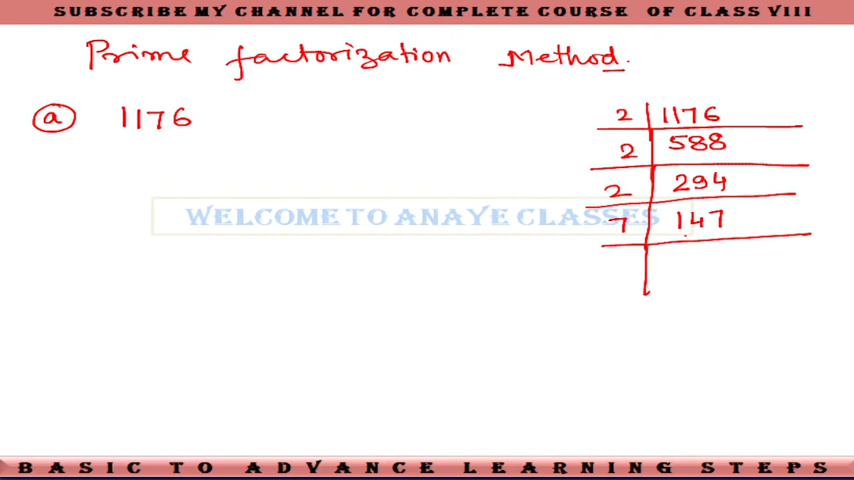 SUBSCRIBE MY CHANNEL FOR COMPLETE COURSE OF CLASS VIII
Prime factorization Method.
(a) 1176
2 | 1176
2 | 588
2 | 294
7 | 147
WELCOME TO ANAYE CLASSES
BASIC TO ADVANCE LEARNING STEPS